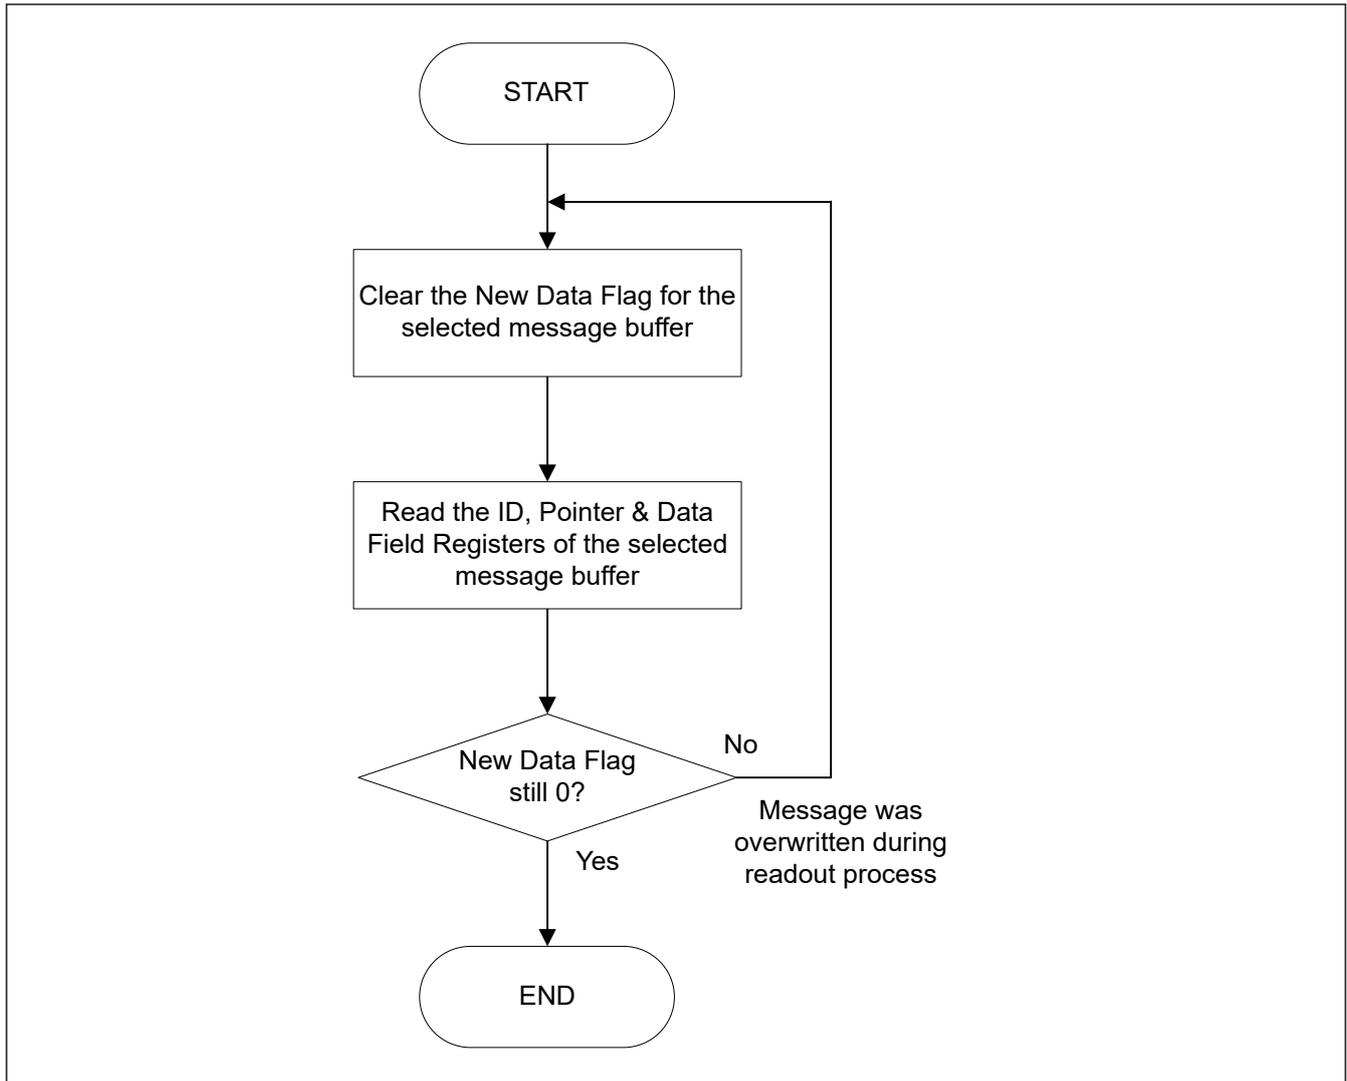 START
Clear the New Data Flag for the
selected message buffer
Read the ID, Pointer & Data
Field Registers of the selected
message buffer
New Data Flag
still 0?
No
Message was
overwritten during
readout process
Yes
END